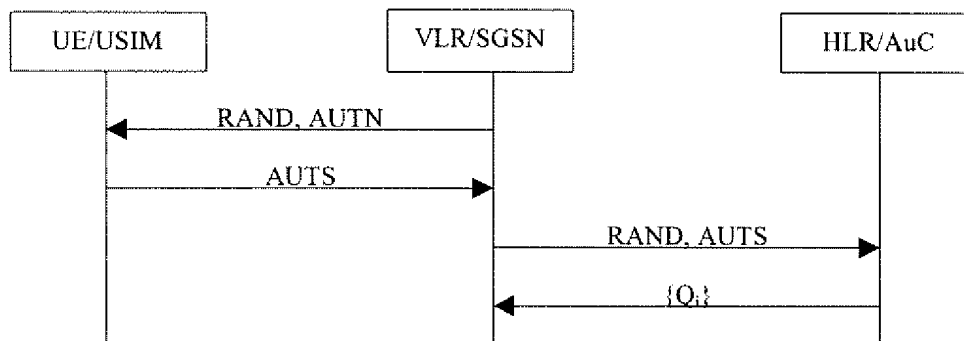 UE/USIM
VLR/SGSN
HLR/AuC
RAND, AUTN
AUTS
RAND, AUTS
{Qi}